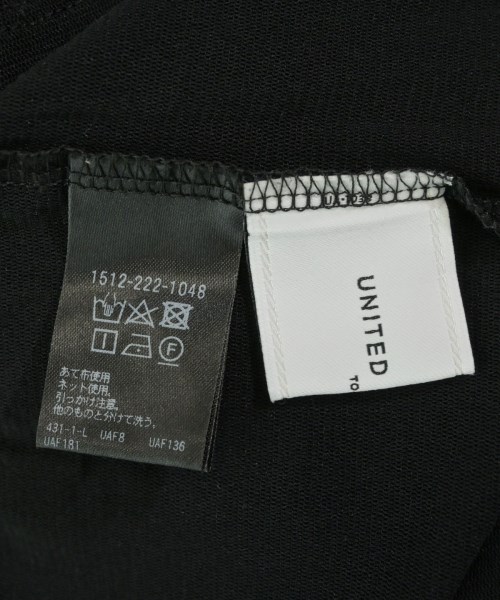 1512-222-1048
あて布使用
ネット使用。
引っかけ注意。
他のものと分けて洗う。
431-1-L UAF8 UAF136
UAF181
UNITED
TO